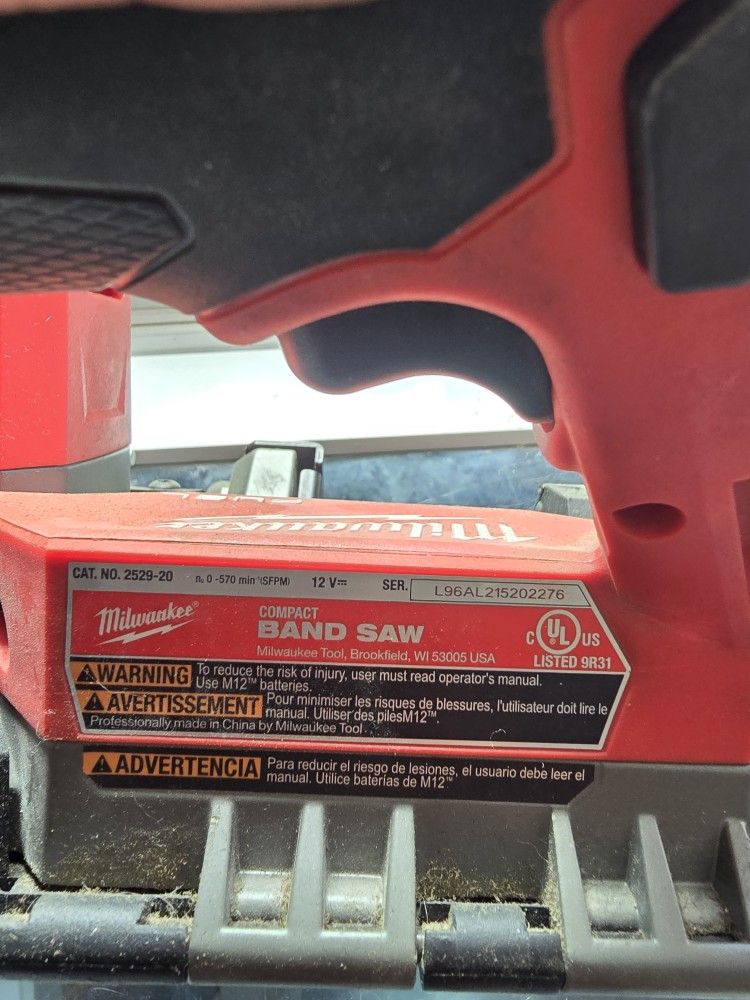 Milwaukee
CAT. NO. 2529-20 n₀ 0 -570 min⁻¹(SFPM) 12 V⎓ SER. L96AL215202276
Milwaukee®
COMPACT
BAND SAW
Milwaukee Tool, Brookfield, WI 53005 USA
C UL US
LISTED 9R31
WARNING To reduce the risk of injury, user must read operator's manual.
Use M12™ batteries.
AVERTISSEMENT Pour minimiser les risques de blessures, l'utilisateur doit lire le
manual. Utiliser des pilesM12™.
Professionally made in China by Milwaukee Tool
ADVERTENCIA Para reducir el riesgo de lesiones, el usuario debe leer el
manual. Utilice baterías de M12™